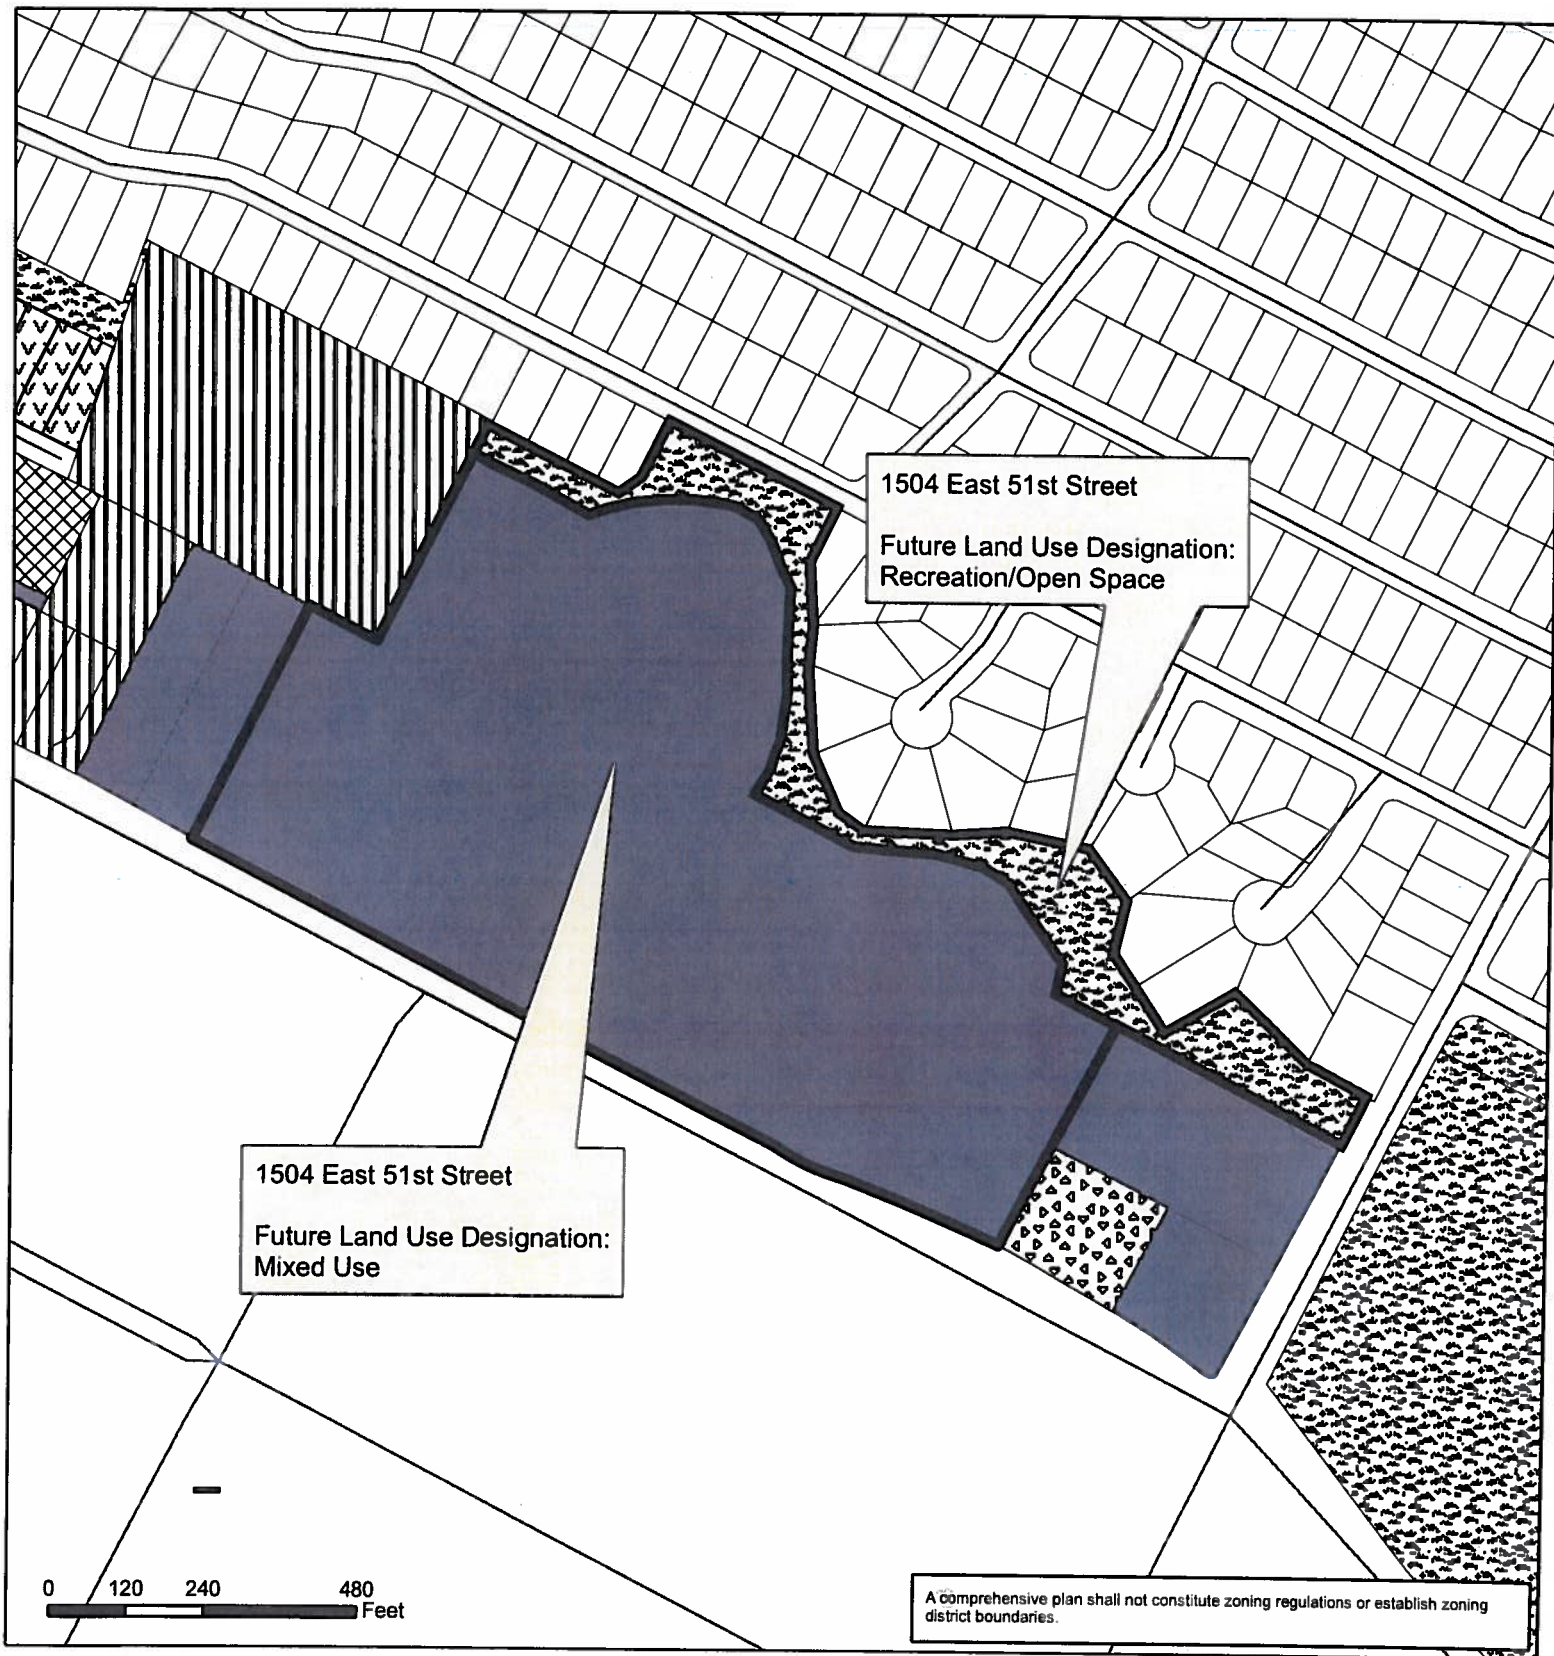 1504 East 51st Street
Future Land Use Designation:
Recreation/Open Space
1504 East 51st Street
Future Land Use Designation:
Mixed Use
0 120 240 480
Feet
A comprehensive plan shall not constitute zoning regulations or establish zoning
district boundaries.